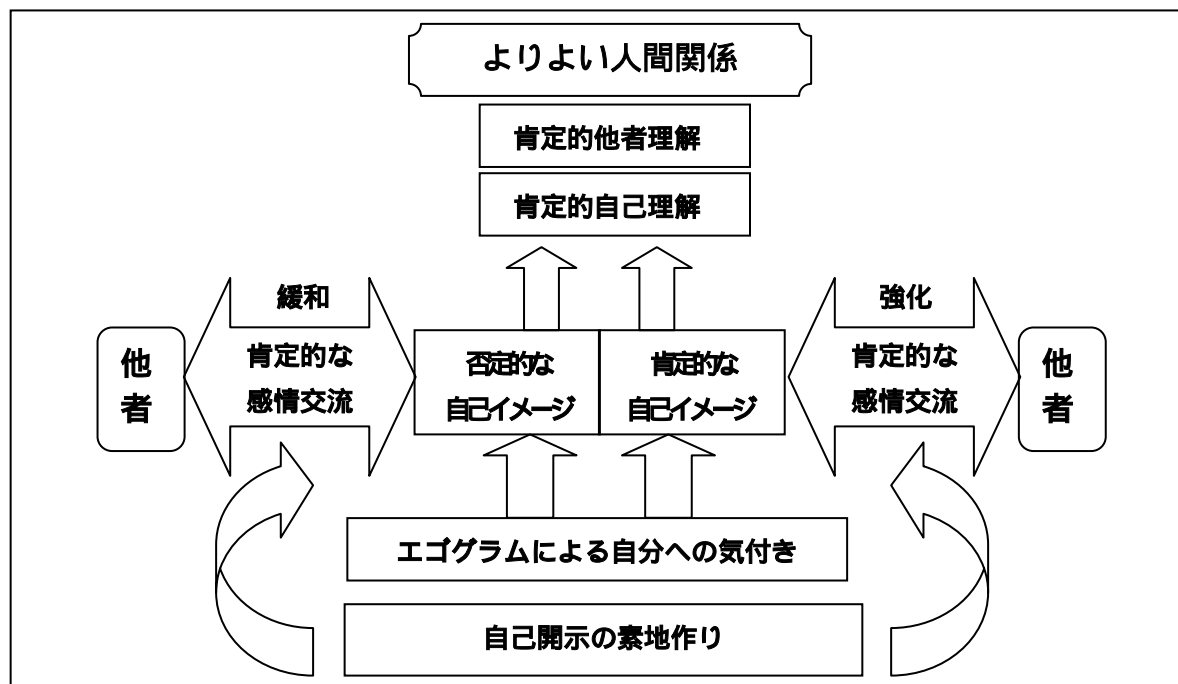 よりよい人間関係
肯定的他者理解
肯定的自己理解
緩和
肯定的な
感情交流
強化
肯定的な
感情交流
他
者
否定的な
自己イメージ
肯定的な
自己イメージ
他
者
エゴグラムによる自分への気付き
自己開示の素地作り